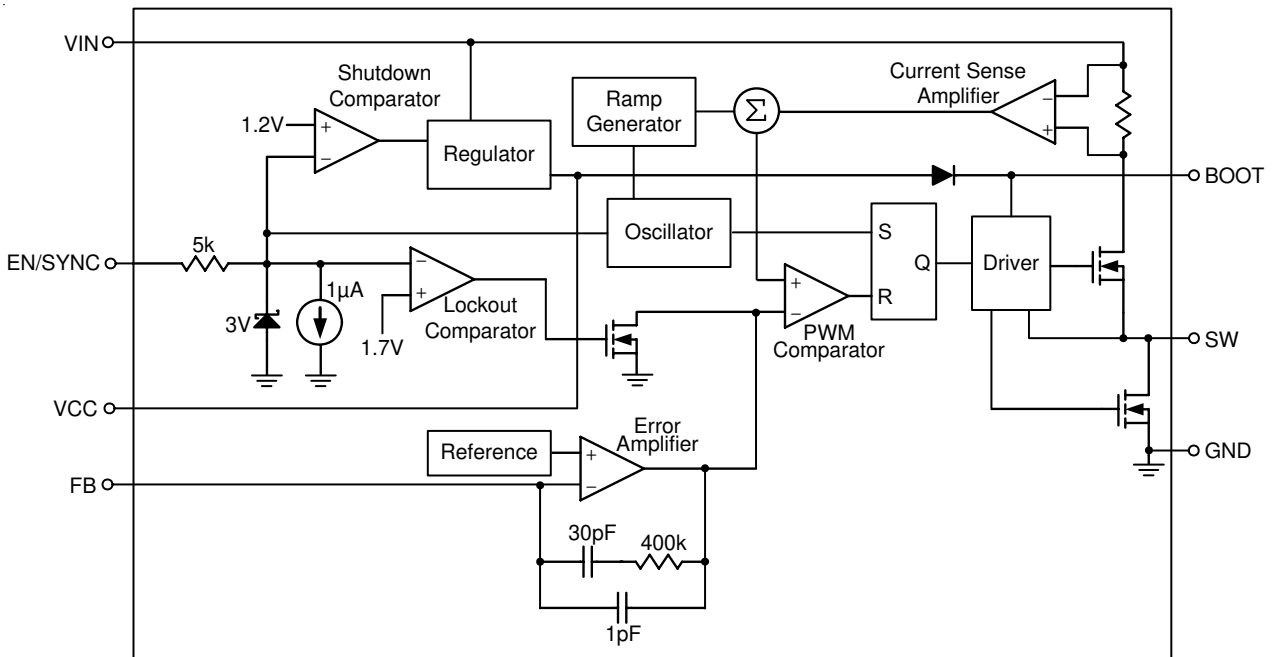 VIN
Shutdown
Comparator
1.2V
+
−
Regulator
Ramp
Generator
Σ
Current Sense
Amplifier
−
+
BOOT
EN/SYNC
5k
Oscillator
S
Q
R
Driver
3V
1µA
−
+
1.7V
Lockout
Comparator
+
−
PWM
Comparator
SW
VCC
Reference
Error
Amplifier
+
−
GND
FB
30pF
400k
1pF